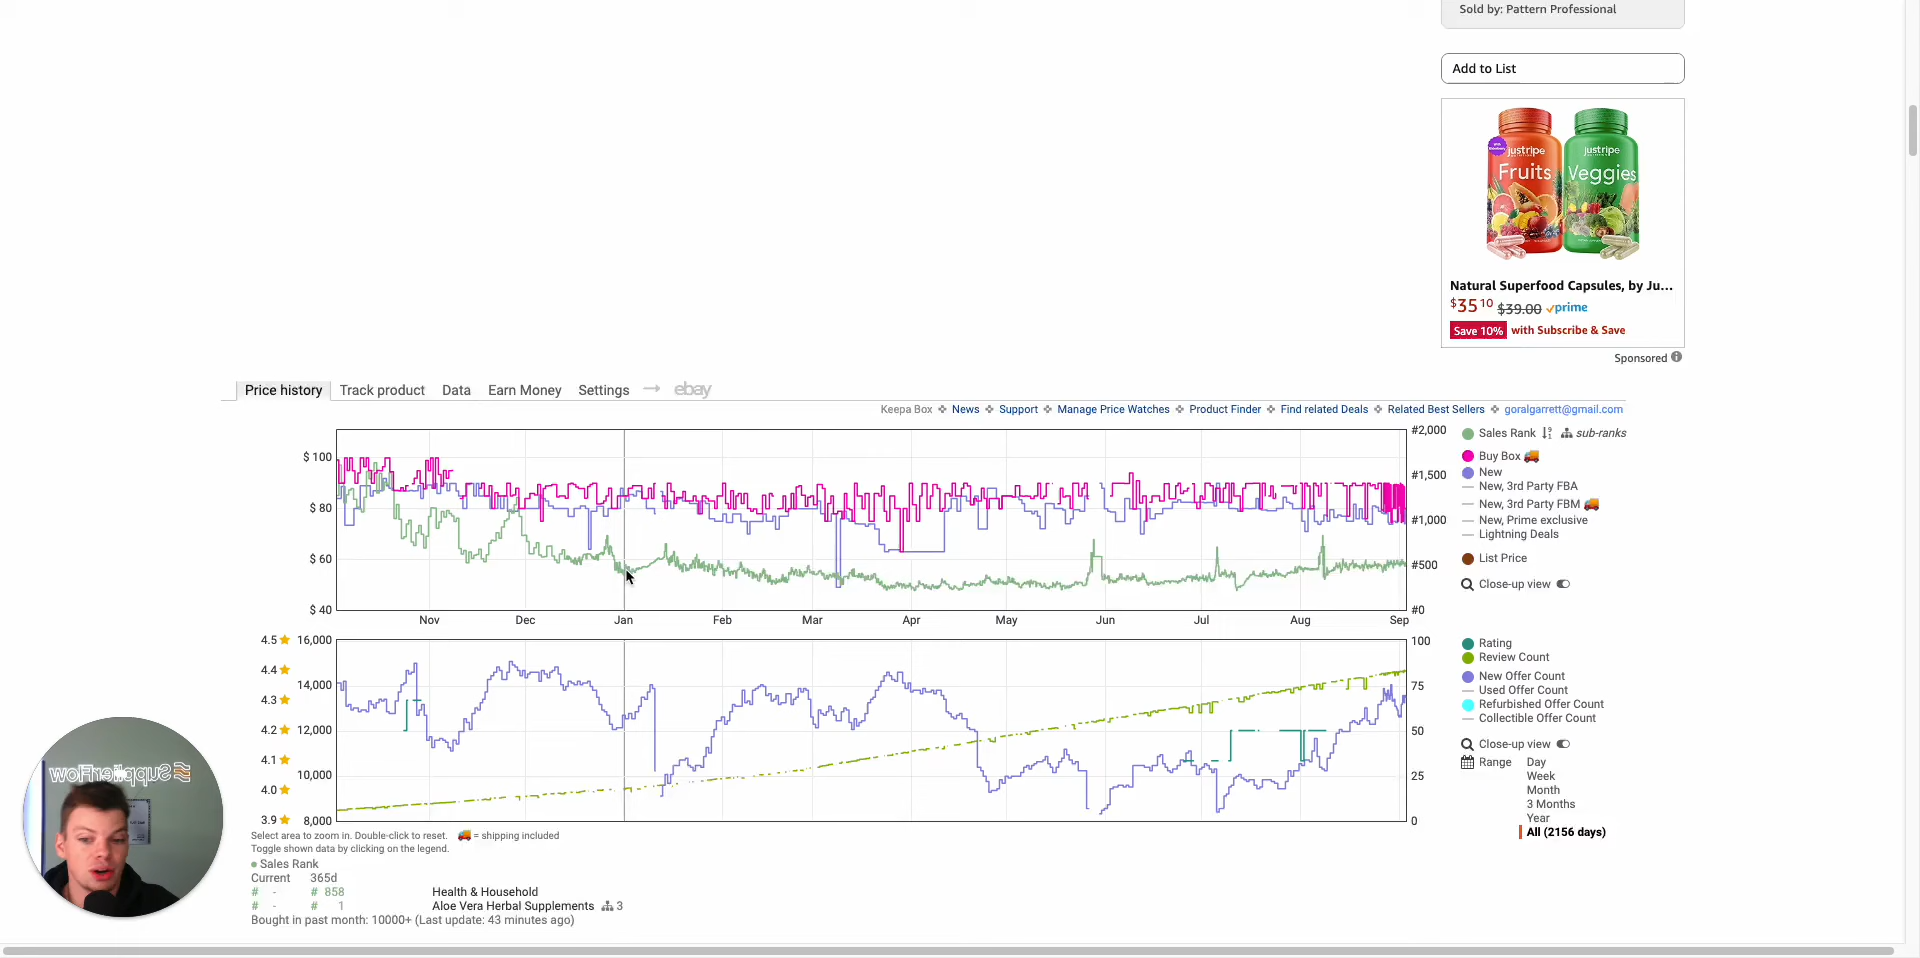 Sold by: Pattern Professional
Add to List
justripe
Fruits
justripe
Veggies
Natural Superfood Capsules, by Ju...
$35 10 $39.00 prime
Save 10% with Subscribe & Save
Sponsored
Price history Track product Data Earn Money Settings → ebay
Keepa Box News Support Manage Price Watches Product Finder Find related Deals Related Best Sellers goralgarrett@gmail.com
$ 100
$ 80
$ 60
$ 40
#2,000
#1,500
#1,000
#500
#0
Nov Dec Jan Feb Mar Apr May Jun Jul Aug Sep
Sales Rank sub-ranks
Buy Box
New
New, 3rd Party FBA
New, 3rd Party FBM
New, Prime exclusive
Lightning Deals
List Price
Close-up view
4.5 16,000
4.4
4.3 14,000
4.2 12,000
4.1
4.0 10,000
3.9 8,000
100
75
50
25
0
Rating
Review Count
New Offer Count
Used Offer Count
Refurbished Offer Count
Collectible Offer Count
Close-up view
Range Day
Week
Month
3 Months
Year
All (2156 days)
SupplierFlow
Select area to zoom in. Double-click to reset. = shipping included
Toggle shown data by clicking on the legend.
Sales Rank
Current 365d
# - # 858 Health & Household
# - # 1 Aloe Vera Herbal Supplements 3
Bought in past month: 10000+ (Last update: 43 minutes ago)